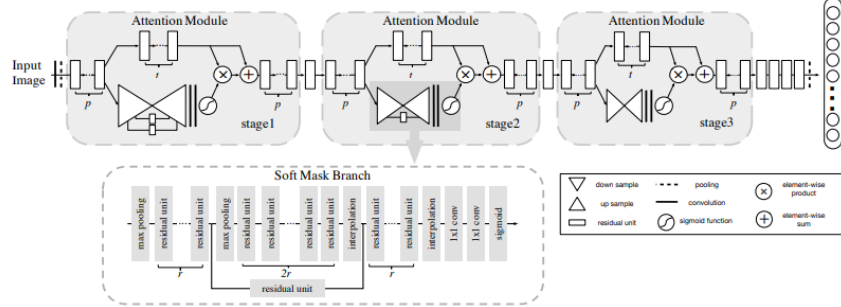 Attention Module
Attention Module
Attention Module
Input
Image
t
t
t
p
p
p
p
p
p
stage1
stage2
stage3
Soft Mask Branch
max pooling
residual unit
residual unit
max pooling
residual unit
residual unit
residual unit
residual unit
interpolation
residual unit
residual unit
interpolation
1x1 conv
1x1 conv
sigmoid
r
2r
r
residual unit
down sample
up sample
residual unit
pooling
convolution
sigmoid function
element-wise
product
element-wise
sum